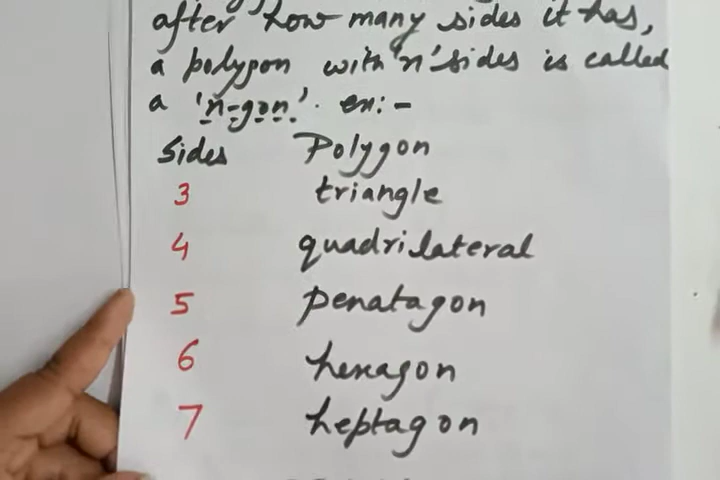 after how many sides it has,
a polygon with 'n' sides is called
a 'n-gon'. en:-
Sides Polygon
3 triangle
4 quadrilateral
5 penatagon
6 hexagon
7 heptagon